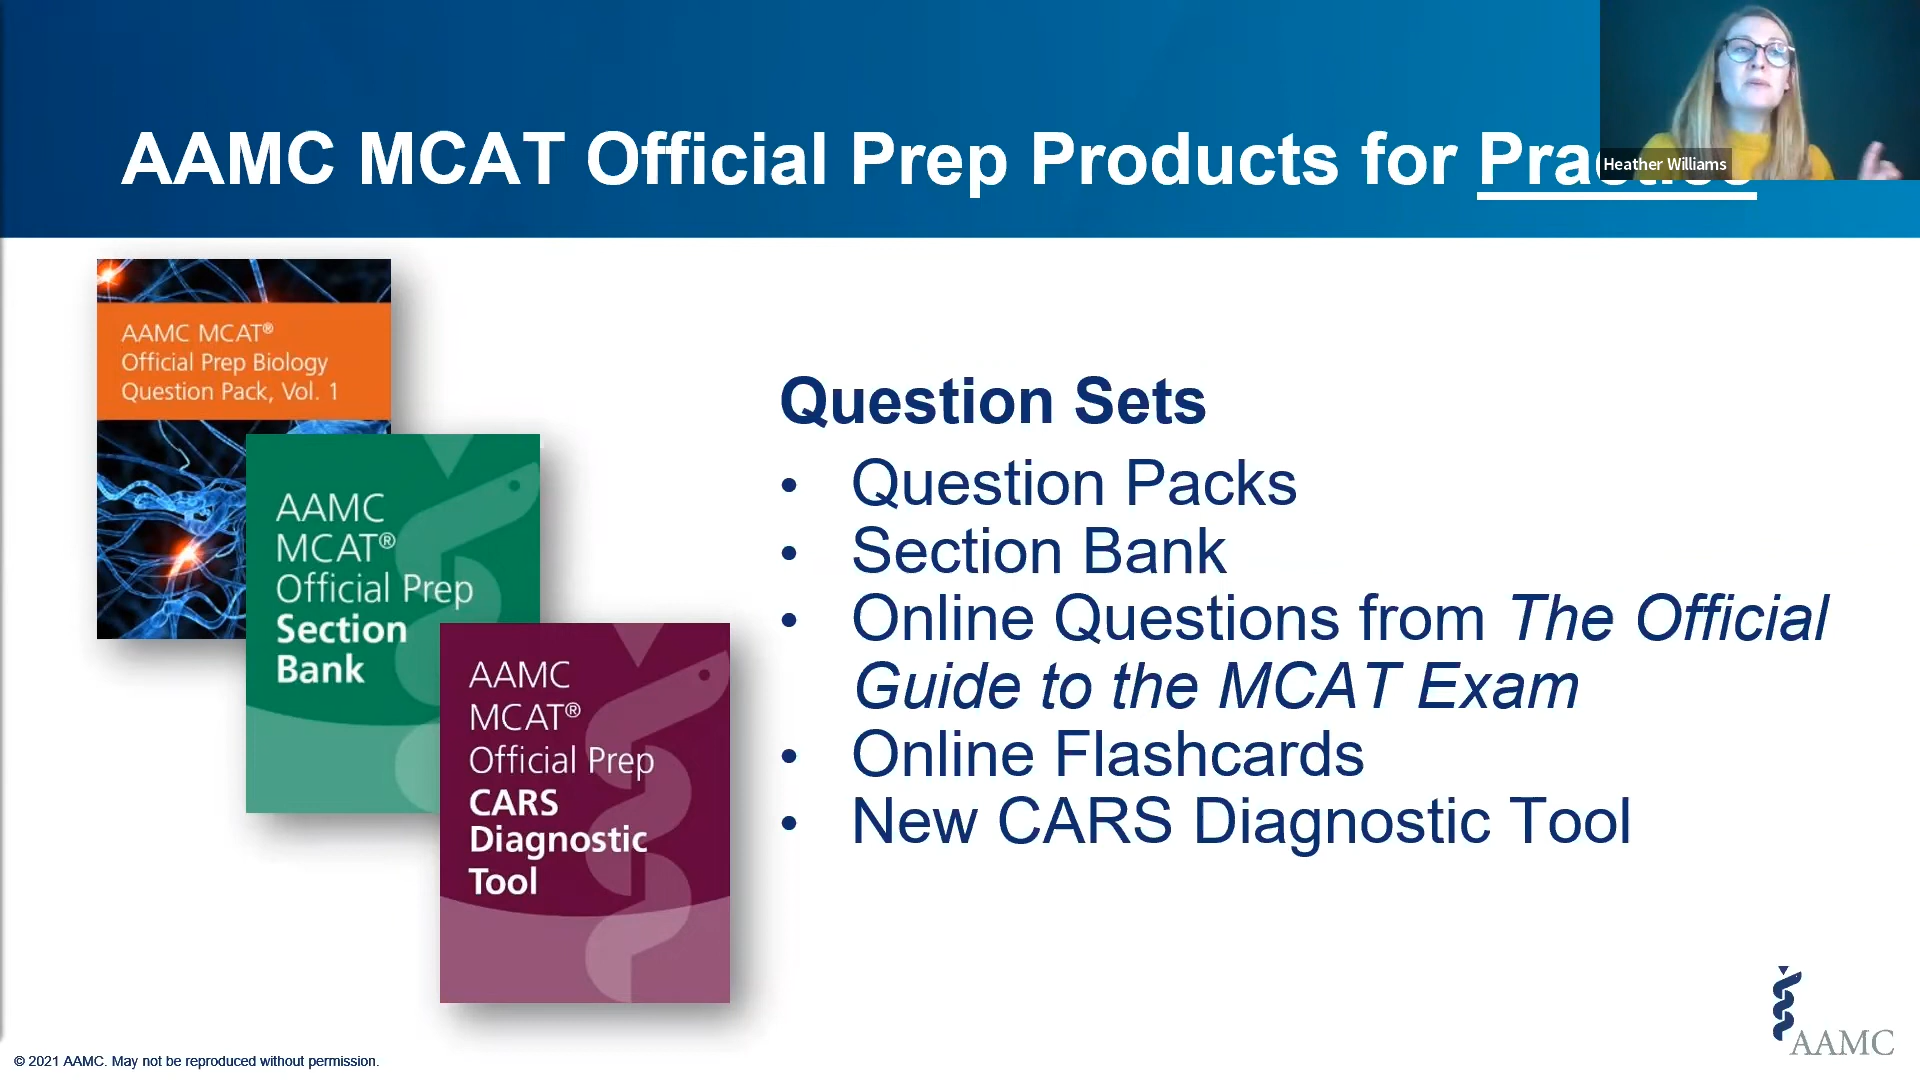 AAMC MCAT Official Prep Products for Practice
Heather Williams
AAMC MCAT®
Official Prep Biology
Question Pack, Vol. 1
AAMC
MCAT®
Official Prep
Section
Bank
AAMC
MCAT®
Official Prep
CARS
Diagnostic
Tool
Question Sets
• Question Packs
• Section Bank
• Online Questions from The Official
Guide to the MCAT Exam
• Online Flashcards
• New CARS Diagnostic Tool
© 2021 AAMC. May not be reproduced without permission.
AAMC